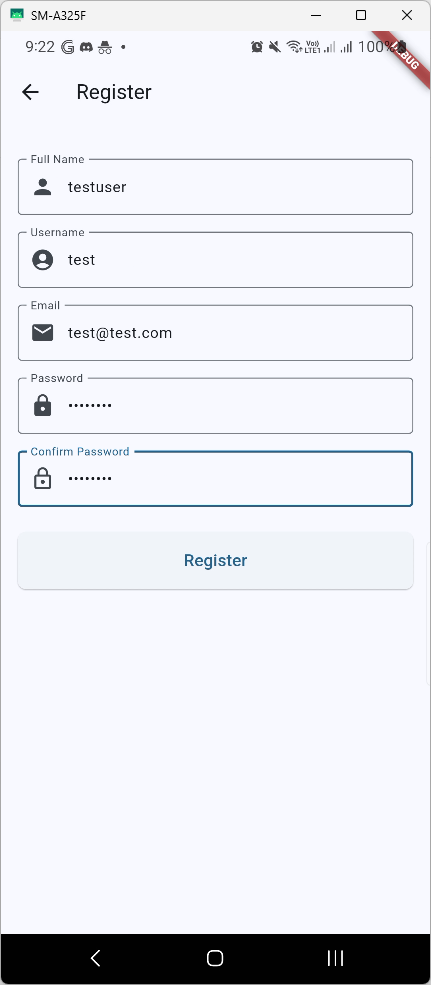 SM-A325F
9:22
Vo))
LTE1
100%
DEBUG
Register
Full Name
testuser
Username
test
Email
test@test.com
Password
••••••••
Confirm Password
••••••••
Register